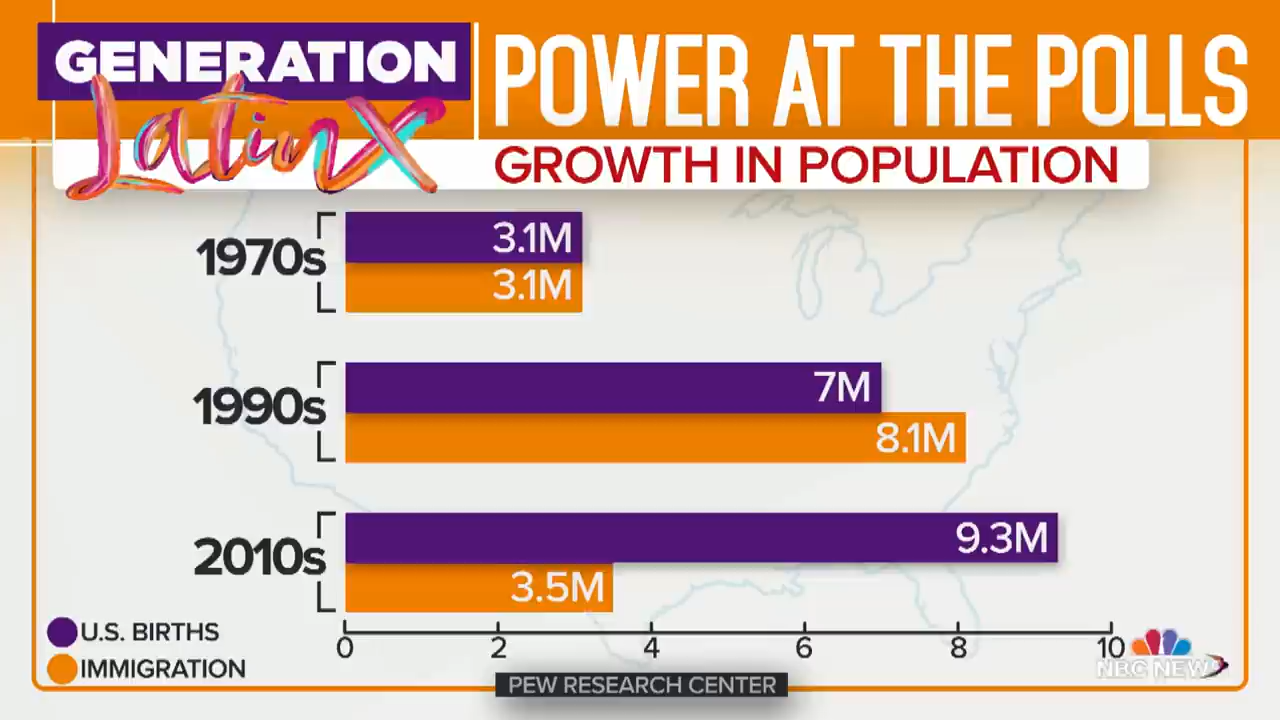 GENERATION
LatinX
POWER AT THE POLLS
GROWTH IN POPULATION
1970s
3.1M
3.1M
1990s
7M
8.1M
2010s
9.3M
3.5M
U.S. BIRTHS
IMMIGRATION
0 2 4 6 8 10
NBC NEWS
PEW RESEARCH CENTER